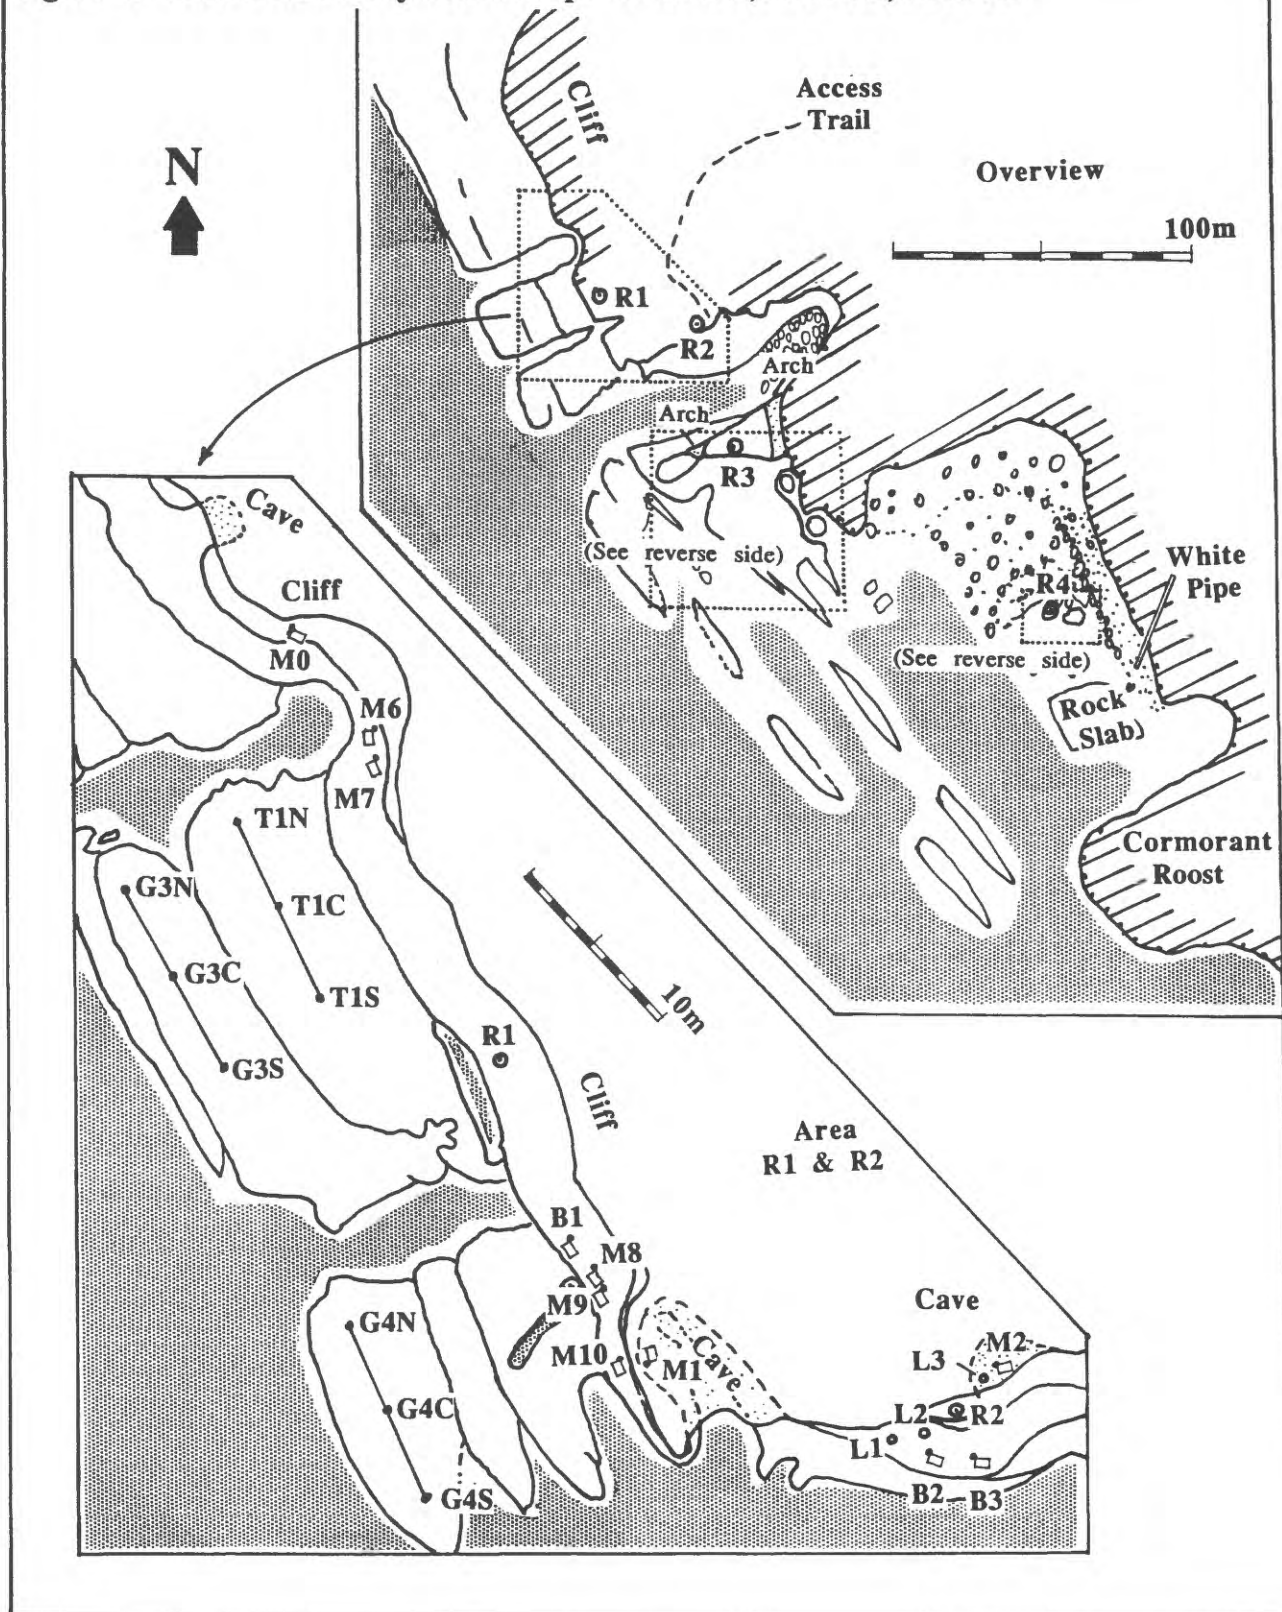 Access
Trail
Cliff
N
Overview
100m
R1
R2
Arch
Arch
R3
(See reverse side)
White
Pipe
R4
(See reverse side)
Rock
Slab
Cormorant
Roost
Cave
Cliff
M0
M6
M7
T1N
G3N
T1C
G3C
T1S
10m
R1
G3S
Cliff
Area
R1 & R2
B1
M8
Cave
M9
G4N
M2
L3
M10
M1
Cave
G4C
L2
R2
L1
G4S
B2
B3